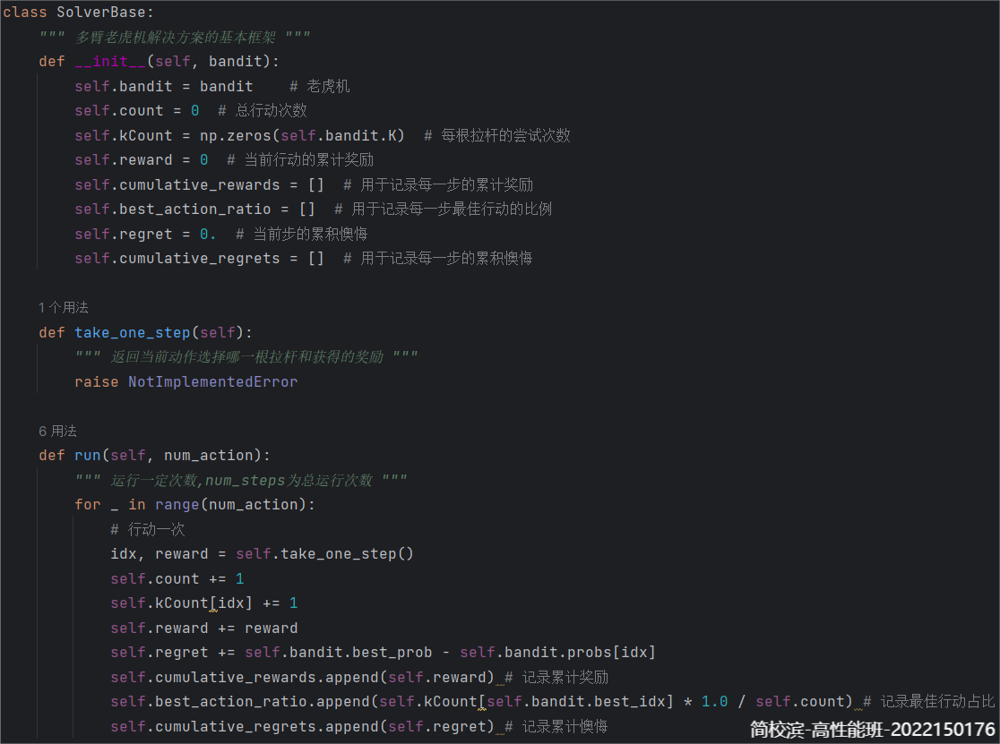 class SolverBase:
    """ 多臂老虎机解决方案的基本框架 """
    def __init__(self, bandit):
        self.bandit = bandit    # 老虎机
        self.count = 0  # 总行动次数
        self.kCount = np.zeros(self.bandit.K)  # 每根拉杆的尝试次数
        self.reward = 0  # 当前行动的累计奖励
        self.cumulative_rewards = []  # 用于记录每一步的累计奖励
        self.best_action_ratio = []  # 用于记录每一步最佳行动的比例
        self.regret = 0.  # 当前步的累积懊悔
        self.cumulative_regrets = []  # 用于记录每一步的累积懊悔
    1 个用法
    def take_one_step(self):
        """ 返回当前动作选择哪一根拉杆和获得的奖励 """
        raise NotImplementedError
    6 用法
    def run(self, num_action):
        """ 运行一定次数,num_steps为总运行次数 """
        for _ in range(num_action):
            # 行动一次
            idx, reward = self.take_one_step()
            self.count += 1
            self.kCount[idx] += 1
            self.reward += reward
            self.regret += self.bandit.best_prob - self.bandit.probs[idx]
            self.cumulative_rewards.append(self.reward) # 记录累计奖励
            self.best_action_ratio.append(self.kCount[self.bandit.best_idx] * 1.0 / self.count) # 记录最佳行动占比
            self.cumulative_regrets.append(self.regret) # 记录累计懊悔
简校滨-高性能班-2022150176